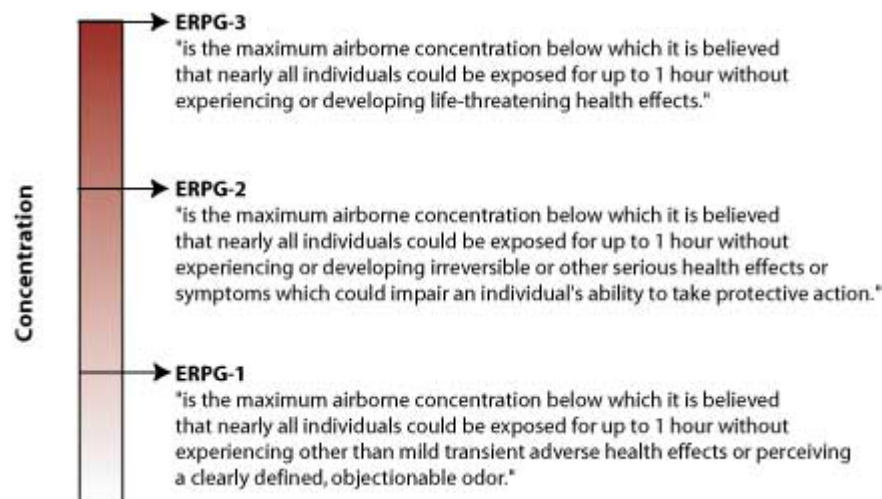 ERPG-3
"is the maximum airborne concentration below which it is believed
that nearly all individuals could be exposed for up to 1 hour without
experiencing or developing life-threatening health effects."
Concentration
ERPG-2
"is the maximum airborne concentration below which it is believed
that nearly all individuals could be exposed for up to 1 hour without
experiencing or developing irreversible or other serious health effects or
symptoms which could impair an individual's ability to take protective action."
ERPG-1
"is the maximum airborne concentration below which it is believed
that nearly all individuals could be exposed for up to 1 hour without
experiencing other than mild transient adverse health effects or perceiving
a clearly defined, objectionable odor."